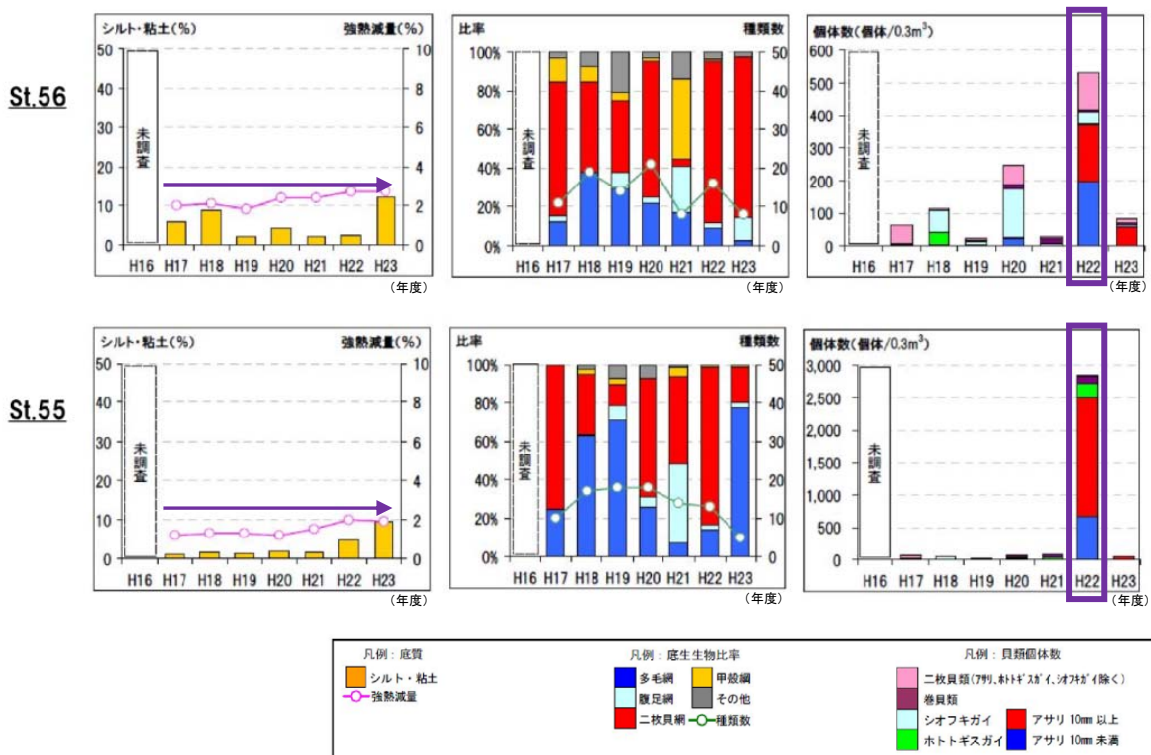 St.56
シルト・粘土(%) 強熱減量(%)
50 40 30 20 10 0
10 8 6 4 2 0
未調査
H16 H17 H18 H19 H20 H21 H22 H23
(年度)
比率 種類数
100% 80% 60% 40% 20% 0%
50 40 30 20 10 0
未調査
H16 H17 H18 H19 H20 H21 H22 H23
(年度)
個体数(個体/0.3m³)
600 500 400 300 200 100 0
未調査
H16 H17 H18 H19 H20 H21 H22 H23
(年度)
St.55
シルト・粘土(%) 強熱減量(%)
50 40 30 20 10 0
10 8 6 4 2 0
未調査
H16 H17 H18 H19 H20 H21 H22 H23
(年度)
比率 種類数
100% 80% 60% 40% 20% 0%
50 40 30 20 10 0
未調査
H16 H17 H18 H19 H20 H21 H22 H23
(年度)
個体数(個体/0.3m³)
3,000 2,500 2,000 1,500 1,000 500 0
未調査
H16 H17 H18 H19 H20 H21 H22 H23
(年度)
凡例:底質
シルト・粘土
強熱減量
凡例:底生生物比率
多毛綱 甲殻綱
腹足綱 その他
二枚貝綱 種類数
凡例:貝類個体数
二枚貝類(アサリ、ホトトギスガイ、シオフキガイ除く)
巻貝類
シオフキガイ アサリ 10mm 以上
ホトトギスガイ アサリ 10mm 未満